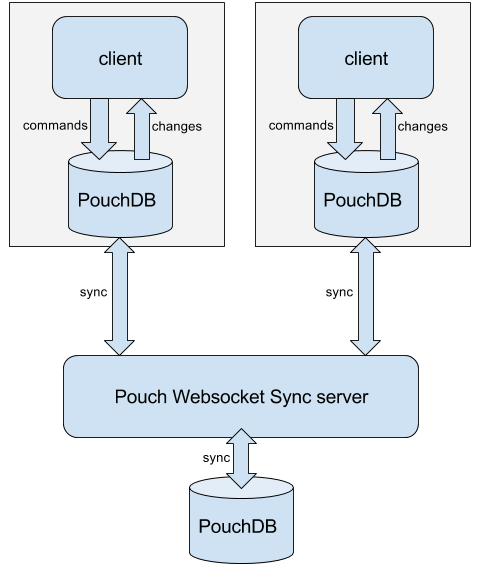 client
client
commands
changes
commands
changes
PouchDB
PouchDB
sync
sync
Pouch Websocket Sync server
sync
PouchDB